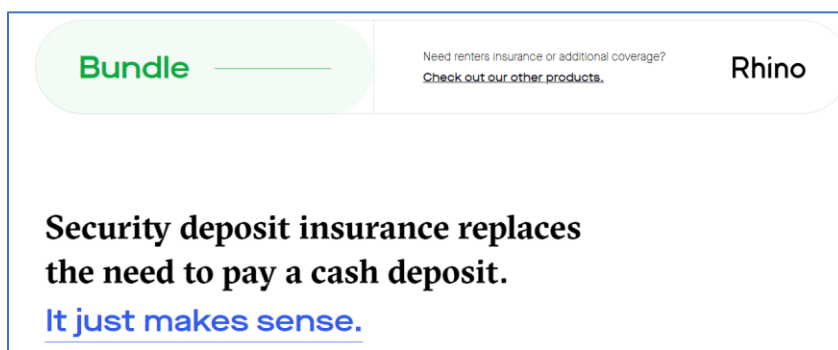 Bundle
Need renters insurance or additional coverage?
Check out our other products.
Rhino
Security deposit insurance replaces
the need to pay a cash deposit.
It just makes sense.